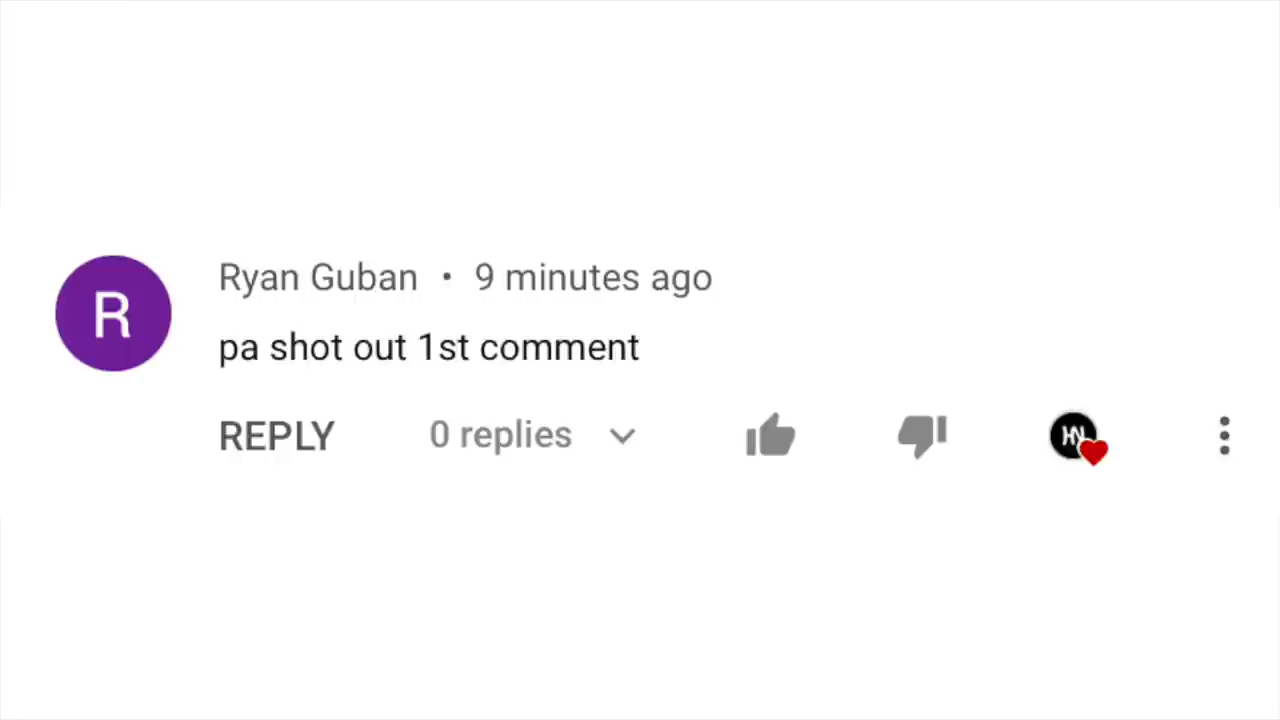 R
Ryan Guban • 9 minutes ago
pa shot out 1st comment
REPLY 0 replies